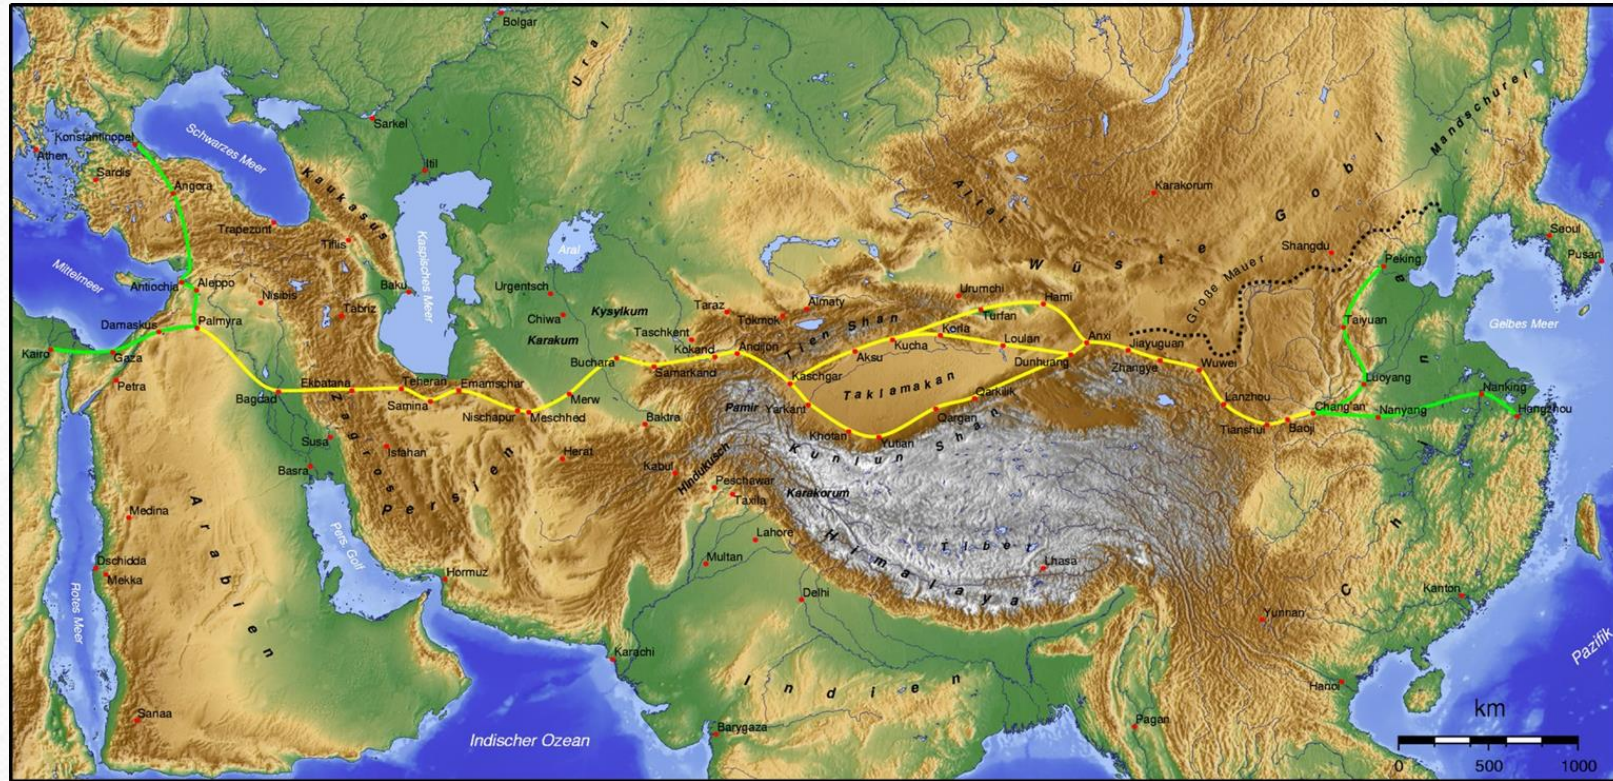 Bolgar
Ural
Sarkel
Konstantinopel
Schwarzes Meer
Athen
Sardis
Itil
Angora
Kaukasus
Trapezont
Tiflis
Kaspisches Meer
Aral
Altai
Karakorum
Wüste
Gobi
Mandschurei
Shangdu
Seoul
Pusan
Peking
Große Mauer
Mittelmeer
Antiochia
Aleppo
Nisibis
Tabriz
Baku
Urgentsch
Chiwa
Kysylkum
Karakum
Taschkent
Taraz
Tokmok
Almaty
Urumchi
Hami
Turfan
Tien Shan
Damaskus
Palmyra
Kairo
Gaza
Petra
Bagdad
Ekbatana
Teheran
Samina
Emamschar
Nischapur
Meschhed
Merw
Buchara
Samarkand
Kokand
Andijon
Kaschgar
Aksu
Kucha
Korla
Loulan
Dunhuang
Anxi
Jiayuguan
Zhangye
Wuwei
Lanzhou
Tianshui
Baoji
Chang'an
Luoyang
Taiyuan
Nanyang
Nanking
Hangzhou
Gelbes Meer
Taklamakan
Yarkant
Khotan
Yutian
Qargan
Qarkilik
Pamir
Baktra
Kunlun Shan
Zagros
Susa
Isfahan
Basra
Persien
Herat
Kabul
Hindukusch
Peschawar
Taxila
Karakorum
Arabien
Medina
Dschidda
Mekka
Rotes Meer
Pers. Golf
Hormuz
Lahore
Multan
Delhi
Himalaya
Tibet
Lhasa
China
Yunnan
Kanton
Karachi
Indien
Sanaa
Barygaza
Pagan
Hanoi
Indischer Ozean
Pazifik
km
0 500 1000